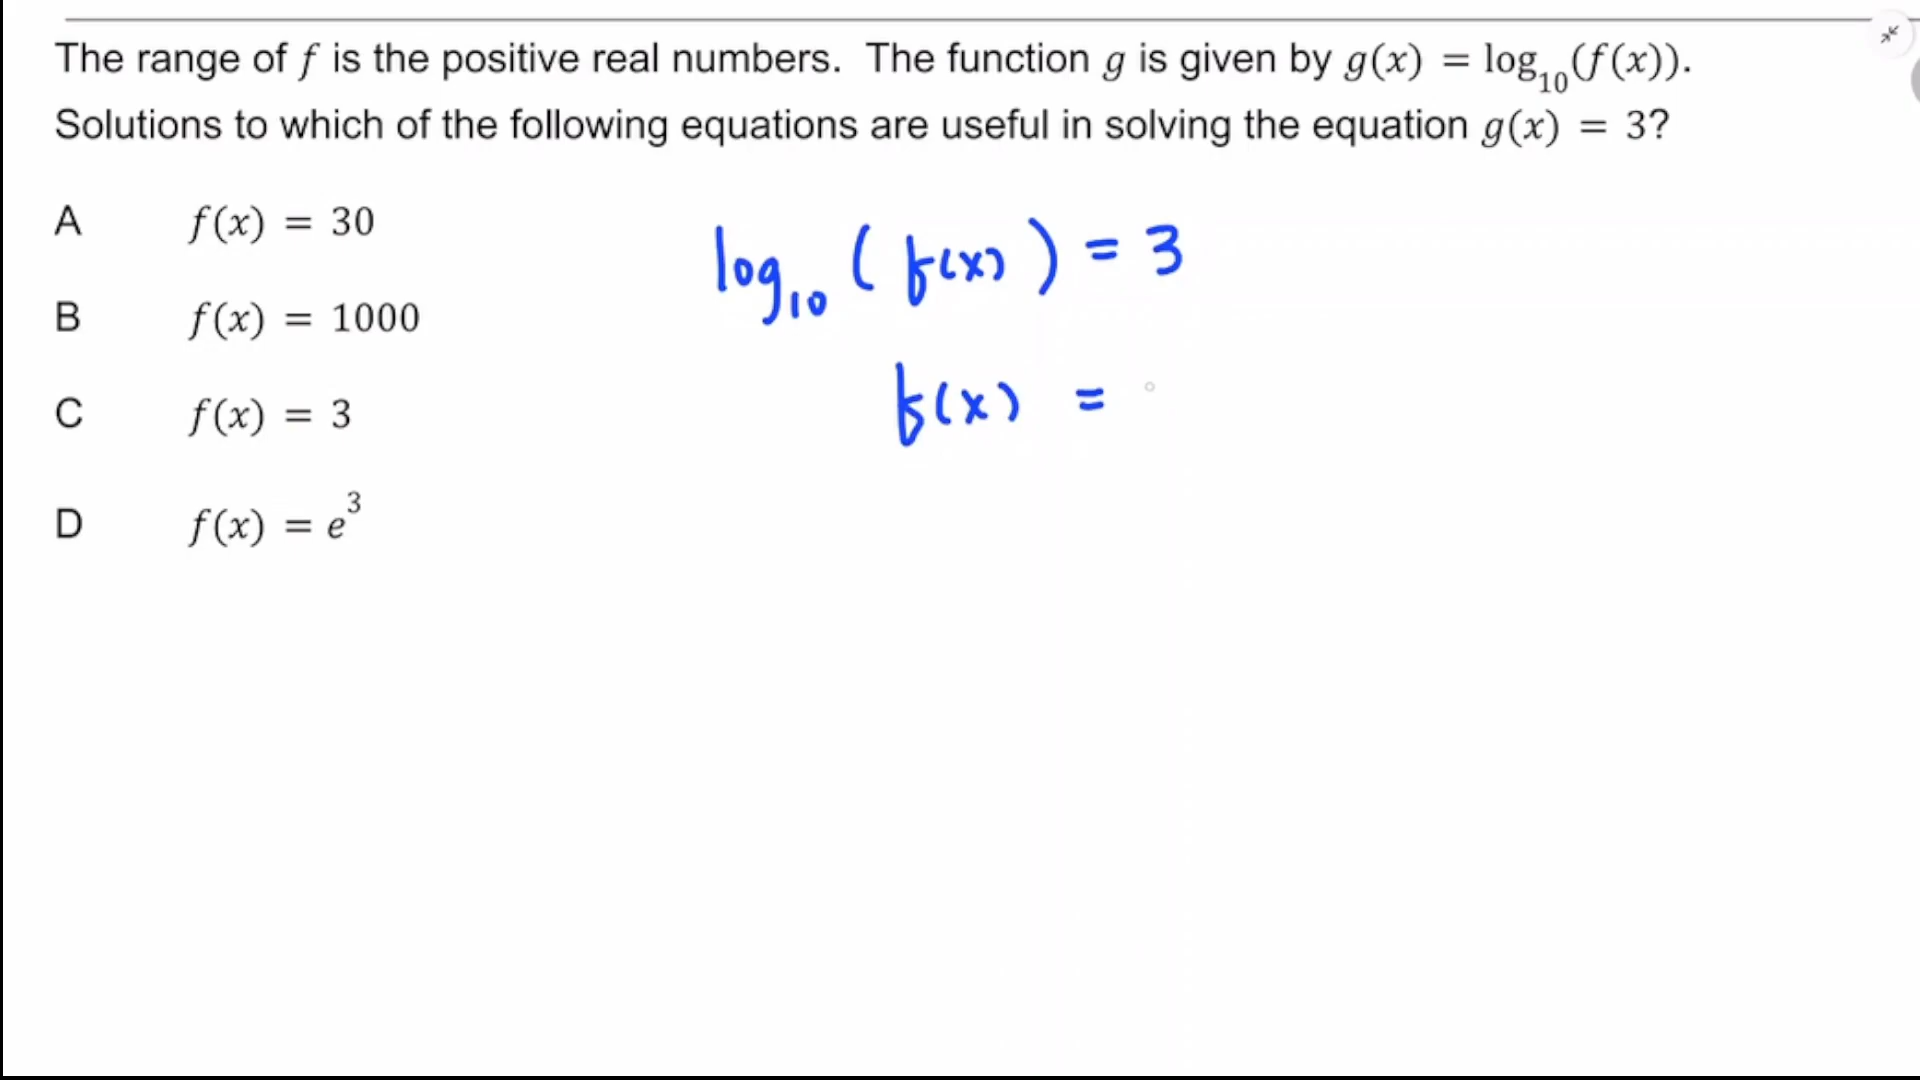 The range of f is the positive real numbers. The function g is given by g(x) = log₁₀(f(x)).
Solutions to which of the following equations are useful in solving the equation g(x) = 3?
A f(x) = 30
B f(x) = 1000
C f(x) = 3
D f(x) = e³
log₁₀ ( f(x) ) = 3
f(x) =